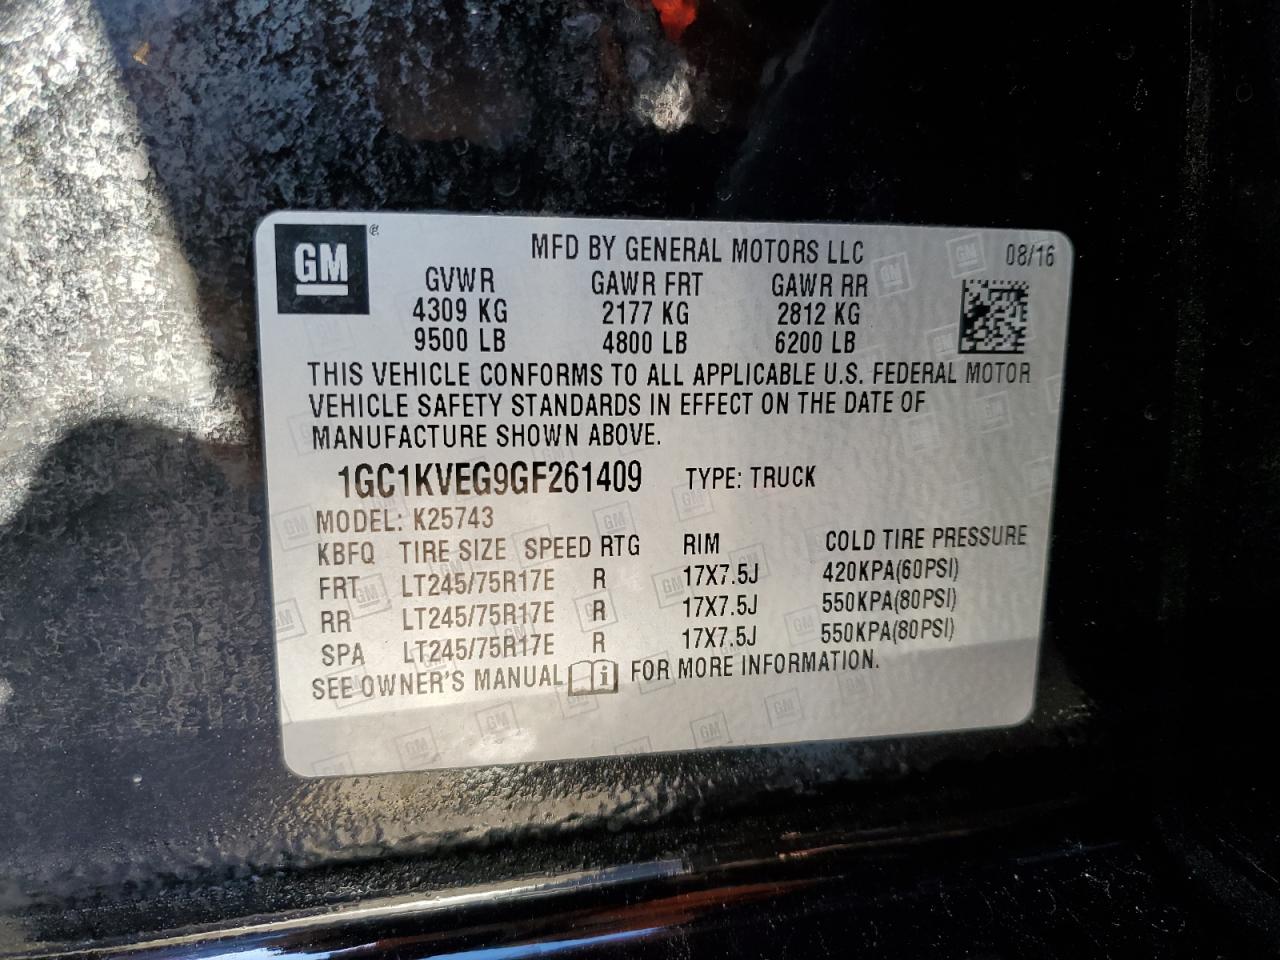 GM
MFD BY GENERAL MOTORS LLC 08/16
GVWR GAWR FRT GAWR RR
4309 KG 2177 KG 2812 KG
9500 LB 4800 LB 6200 LB
THIS VEHICLE CONFORMS TO ALL APPLICABLE U.S. FEDERAL MOTOR
VEHICLE SAFETY STANDARDS IN EFFECT ON THE DATE OF
MANUFACTURE SHOWN ABOVE.
1GC1KVEG9GF261409 TYPE: TRUCK
MODEL: K25743
KBFQ TIRE SIZE SPEED RTG RIM COLD TIRE PRESSURE
FRT LT245/75R17E R 17X7.5J 420KPA(60PSI)
RR LT245/75R17E R 17X7.5J 550KPA(80PSI)
SPA LT245/75R17E R 17X7.5J 550KPA(80PSI)
SEE OWNER'S MANUAL i FOR MORE INFORMATION.